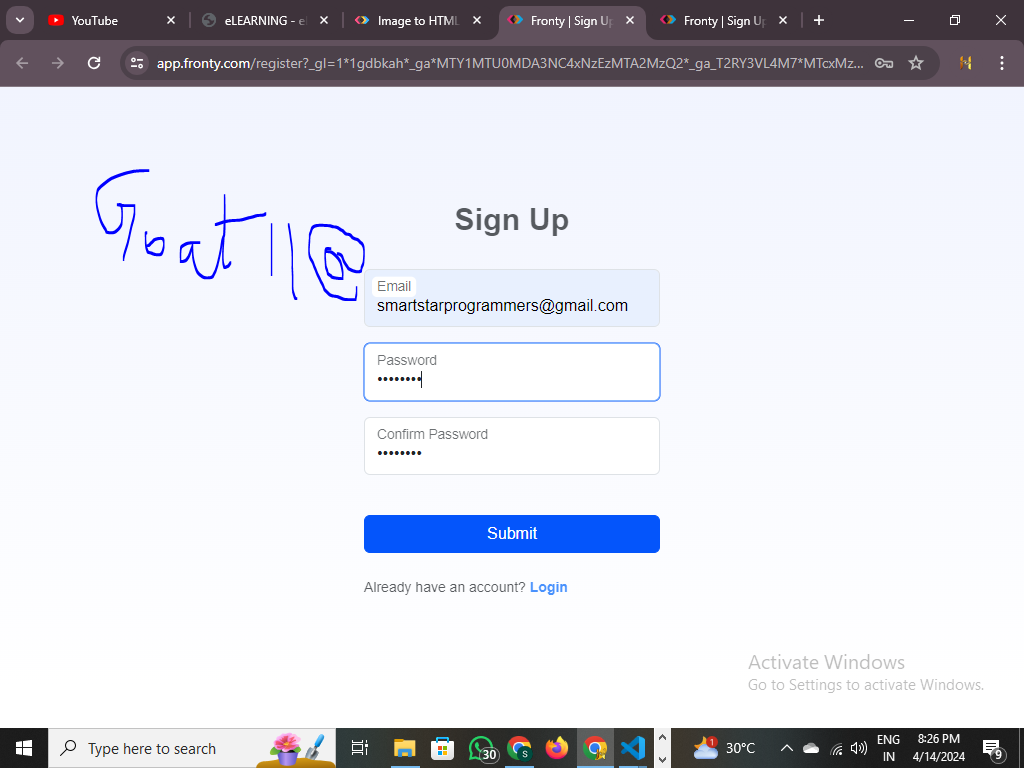 YouTube
eLEARNING - e
Image to HTML
Fronty | Sign Up
Fronty | Sign Up
app.fronty.com/register?_gl=1*1gdbkah*_ga*MTY1MTU0MDA3NC4xNzEzMTA2MzQ2*_ga_T2RY3VL4M7*MTcxMz...
Goat11@
Sign Up
Email
smartstarprogrammers@gmail.com
Password
••••••••
Confirm Password
••••••••
Submit
Already have an account? Login
Activate Windows
Go to Settings to activate Windows.
Type here to search
30
S
1
30°C
ENG
IN
8:26 PM
4/14/2024
9